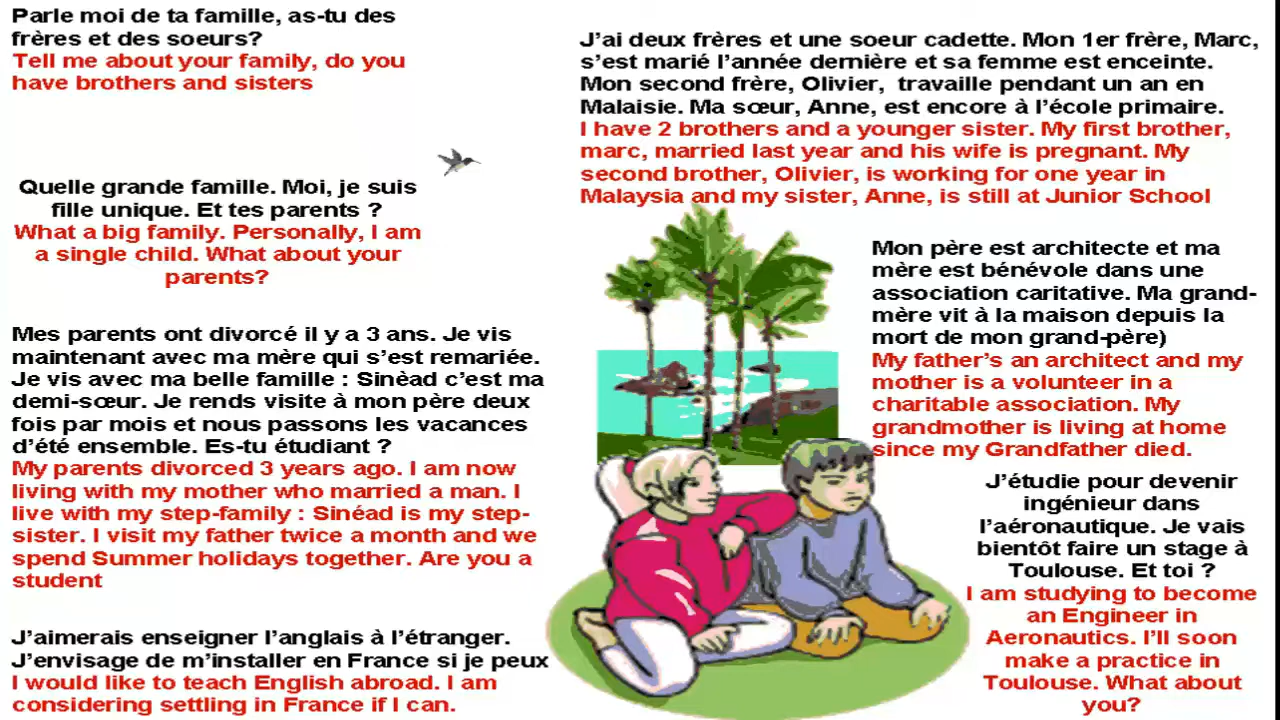 Parle moi de ta famille, as-tu des
frères et des soeurs?
Tell me about your family, do you
have brothers and sisters
J’ai deux frères et une soeur cadette. Mon 1er frère, Marc,
s’est marié l’année dernière et sa femme est enceinte.
Mon second frère, Olivier, travaille pendant un an en
Malaisie. Ma sœur, Anne, est encore à l’école primaire.
I have 2 brothers and a younger sister. My first brother,
marc, married last year and his wife is pregnant. My
second brother, Olivier, is working for one year in
Malaysia and my sister, Anne, is still at Junior School
Quelle grande famille. Moi, je suis
fille unique. Et tes parents ?
What a big family. Personally, I am
a single child. What about your
parents?
Mon père est architecte et ma
mère est bénévole dans une
association caritative. Ma grand-
mère vit à la maison depuis la
mort de mon grand-père)
My father’s an architect and my
mother is a volunteer in a
charitable association. My
grandmother is living at home
since my Grandfather died.
Mes parents ont divorcé il y a 3 ans. Je vis
maintenant avec ma mère qui s’est remariée.
Je vis avec ma belle famille : Sinèad c’est ma
demi-sœur. Je rends visite à mon père deux
fois par mois et nous passons les vacances
d’été ensemble. Es-tu étudiant ?
My parents divorced 3 years ago. I am now
living with my mother who married a man. I
live with my step-family : Sinéad is my step-
sister. I visit my father twice a month and we
spend Summer holidays together. Are you a
student
J’étudie pour devenir
ingénieur dans
l’aéronautique. Je vais
bientôt faire un stage à
Toulouse. Et toi ?
I am studying to become
an Engineer in
Aeronautics. I’ll soon
make a practice in
Toulouse. What about
you?
J’aimerais enseigner l’anglais à l’étranger.
J’envisage de m’installer en France si je peux
I would like to teach English abroad. I am
considering settling in France if I can.